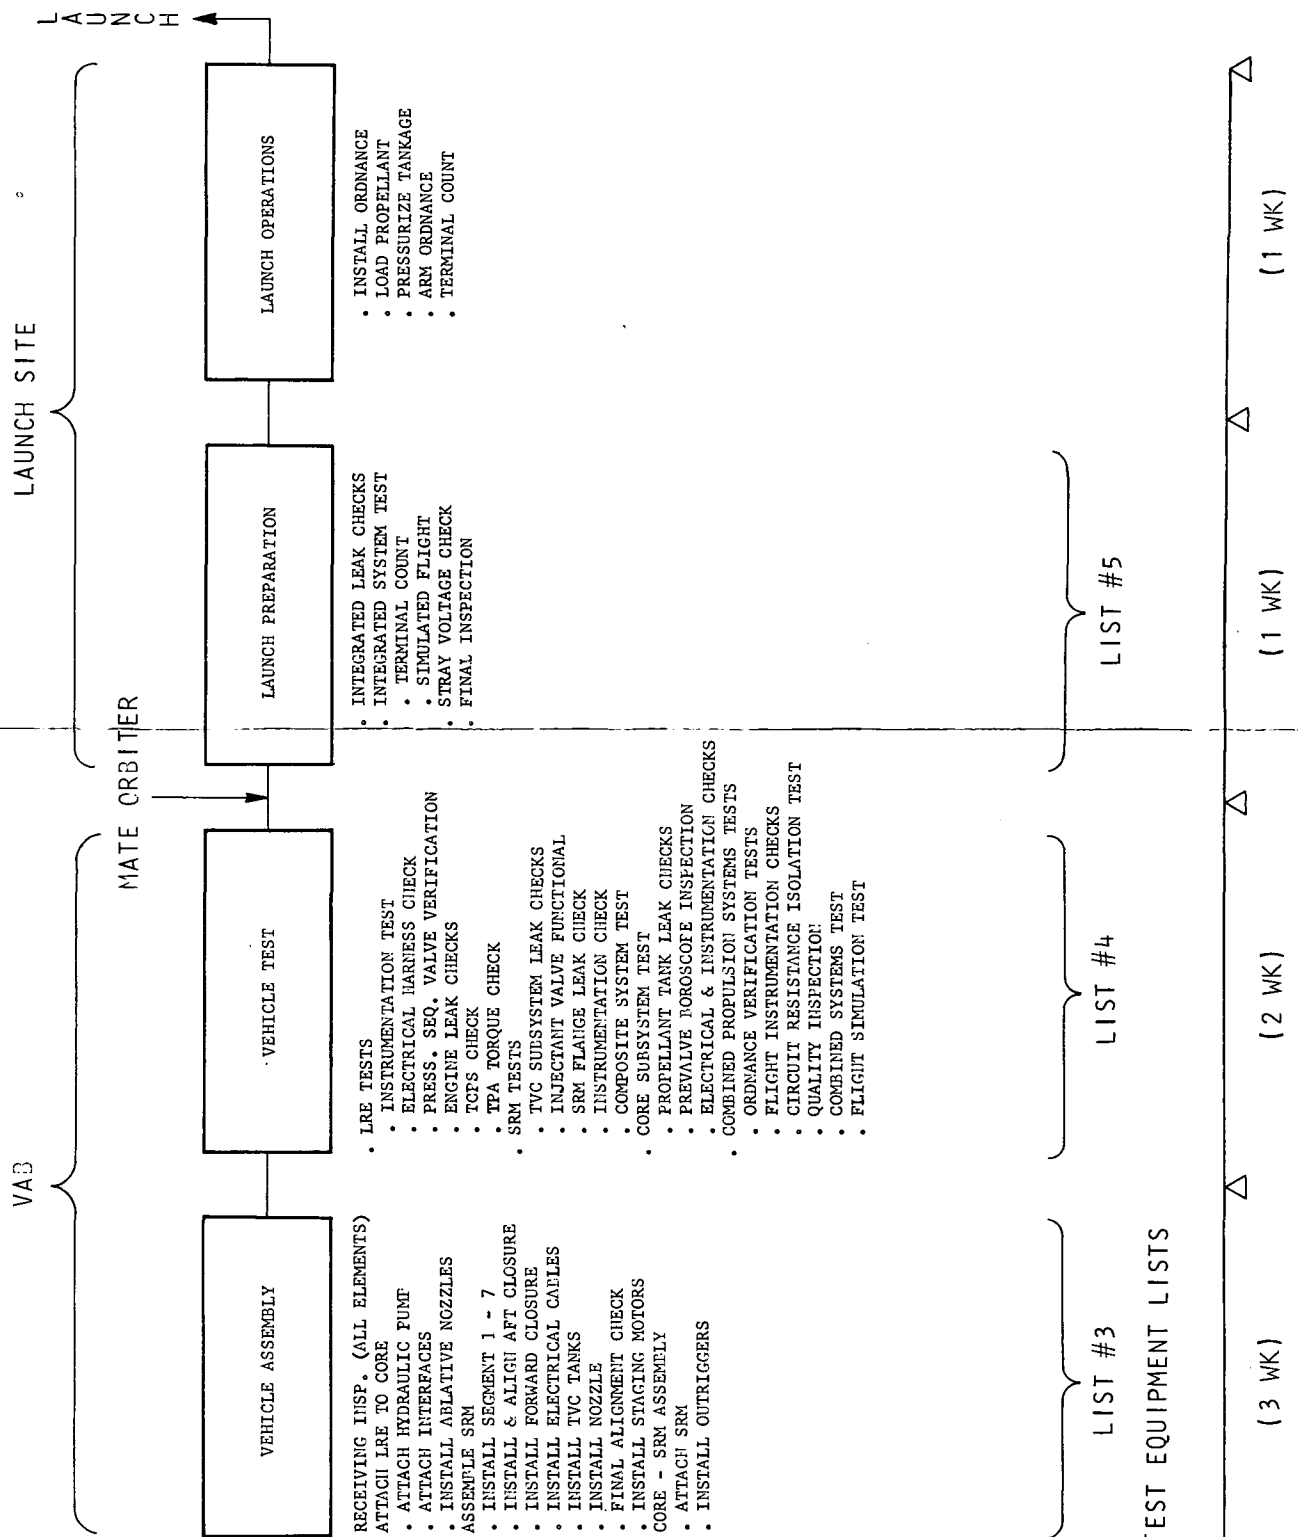 VAB
MATE ORBITER
LAUNCH SITE
LAUNCH
VEHICLE ASSEMBLY
RECEIVING INSP. (ALL ELEMENTS)
ATTACH LRE TO CORE
• ATTACH HYDRAULIC PUMP
• ATTACH INTERFACES
• INSTALL ABLATIVE NOZZLES
ASSEMBLE SRM
• INSTALL SEGMENT 1 - 7
• INSTALL & ALIGN AFT CLOSURE
• INSTALL FORWARD CLOSURE
• INSTALL ELECTRICAL CABLES
• INSTALL TVC TANKS
• INSTALL NOZZLE
• FINAL ALIGNMENT CHECK
• INSTALL STAGING MOTORS
CORE - SRM ASSEMBLY
• ATTACH SRM
• INSTALL OUTRIGGERS
VEHICLE TEST
• LRE TESTS
• INSTRUMENTATION TEST
• ELECTRICAL HARNESS CHECK
• PRESS. SEQ. VALVE VERIFICATION
• ENGINE LEAK CHECKS
• TCPS CHECK
• TPA TORQUE CHECK
• SRM TESTS
• TVC SUBSYSTEM LEAK CHECKS
• INJECTANT VALVE FUNCTIONAL
• SRM FLANGE LEAK CHECK
• INSTRUMENTATION CHECK
• COMPOSITE SYSTEM TEST
• CORE SUBSYSTEM TEST
• PROPELLANT TANK LEAK CHECKS
• PREVALVE BOROSCOPE INSPECTION
• ELECTRICAL & INSTRUMENTATION CHECKS
• COMBINED PROPULSION SYSTEMS TESTS
• ORDNANCE VERIFICATION TESTS
• FLIGHT INSTRUMENTATION CHECKS
• CIRCUIT RESISTANCE ISOLATION TEST
• QUALITY INSPECTION
• COMBINED SYSTEMS TEST
• FLIGHT SIMULATION TEST
LAUNCH PREPARATION
• INTEGRATED LEAK CHECKS
• INTEGRATED SYSTEM TEST
• TERMINAL COUNT
• SIMULATED FLIGHT
• STRAY VOLTAGE CHECK
• FINAL INSPECTION
LAUNCH OPERATIONS
• INSTALL ORDNANCE
• LOAD PROPELLANT
• PRESSURIZE TANKAGE
• ARM ORDNANCE
• TERMINAL COUNT
LIST #3
LIST #4
LIST #5
TEST EQUIPMENT LISTS
(3 WK)
(2 WK)
(1 WK)
(1 WK)